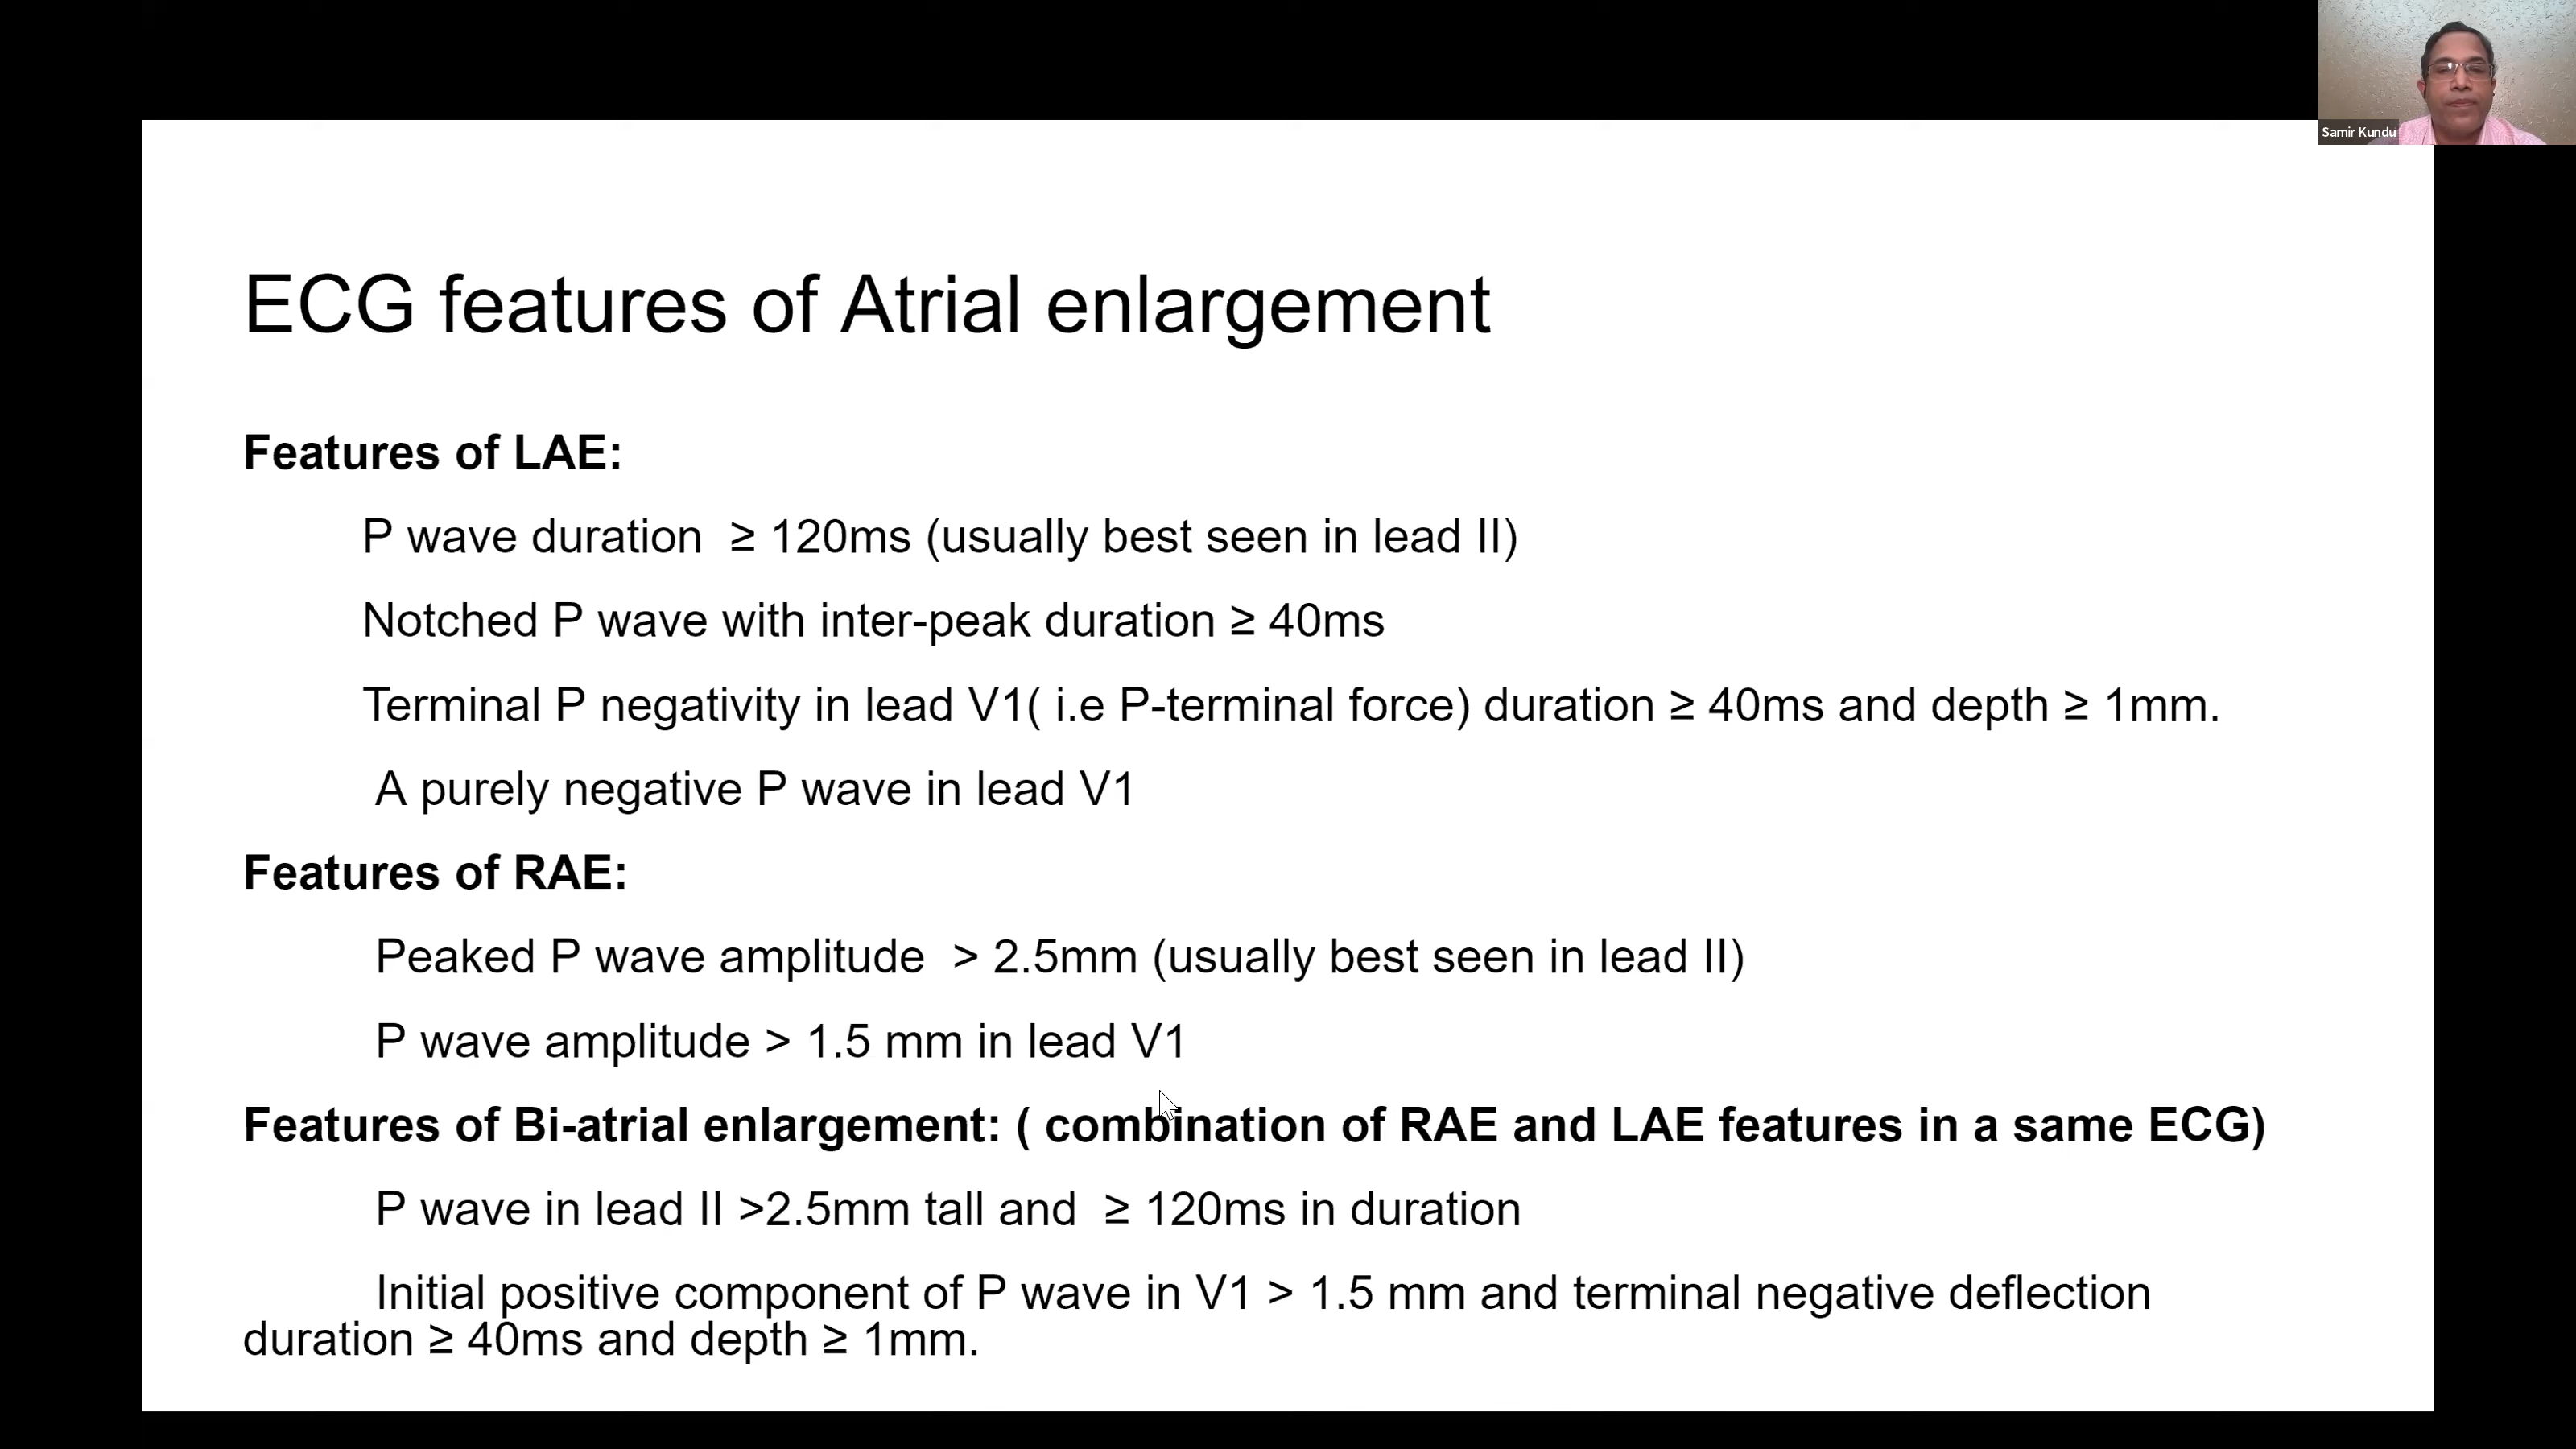 Samir Kundu
ECG features of Atrial enlargement
Features of LAE:
P wave duration  ≥ 120ms (usually best seen in lead II)
Notched P wave with inter-peak duration ≥ 40ms
Terminal P negativity in lead V1( i.e P-terminal force) duration ≥ 40ms and depth ≥ 1mm.
A purely negative P wave in lead V1
Features of RAE:
Peaked P wave amplitude  > 2.5mm (usually best seen in lead II)
P wave amplitude > 1.5 mm in lead V1
Features of Bi-atrial enlargement: ( combination of RAE and LAE features in a same ECG)
P wave in lead II >2.5mm tall and  ≥ 120ms in duration
Initial positive component of P wave in V1 > 1.5 mm and terminal negative deflection
duration ≥ 40ms and depth ≥ 1mm.